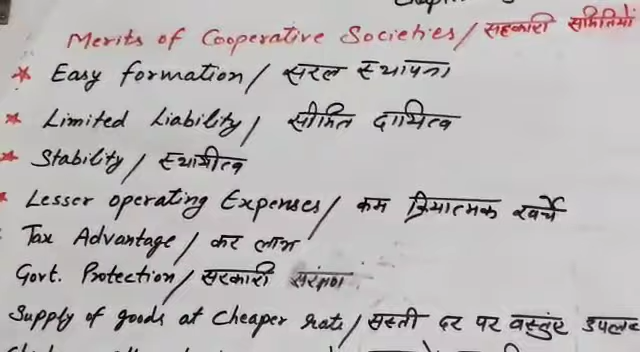 Merits of Cooperative Societies / सहकारी समितियों
Easy formation / सरल स्थापना
Limited Liability / सीमित दायित्व
Stability / स्थायीत्व
Lesser operating Expenses / कम क्रियात्मक खर्चे
Tax Advantage / कर लाभ
Govt. Protection / सरकारी संरक्षण
Supply of goods at Cheaper rate / सस्ती दर पर वस्तुएं उपलब